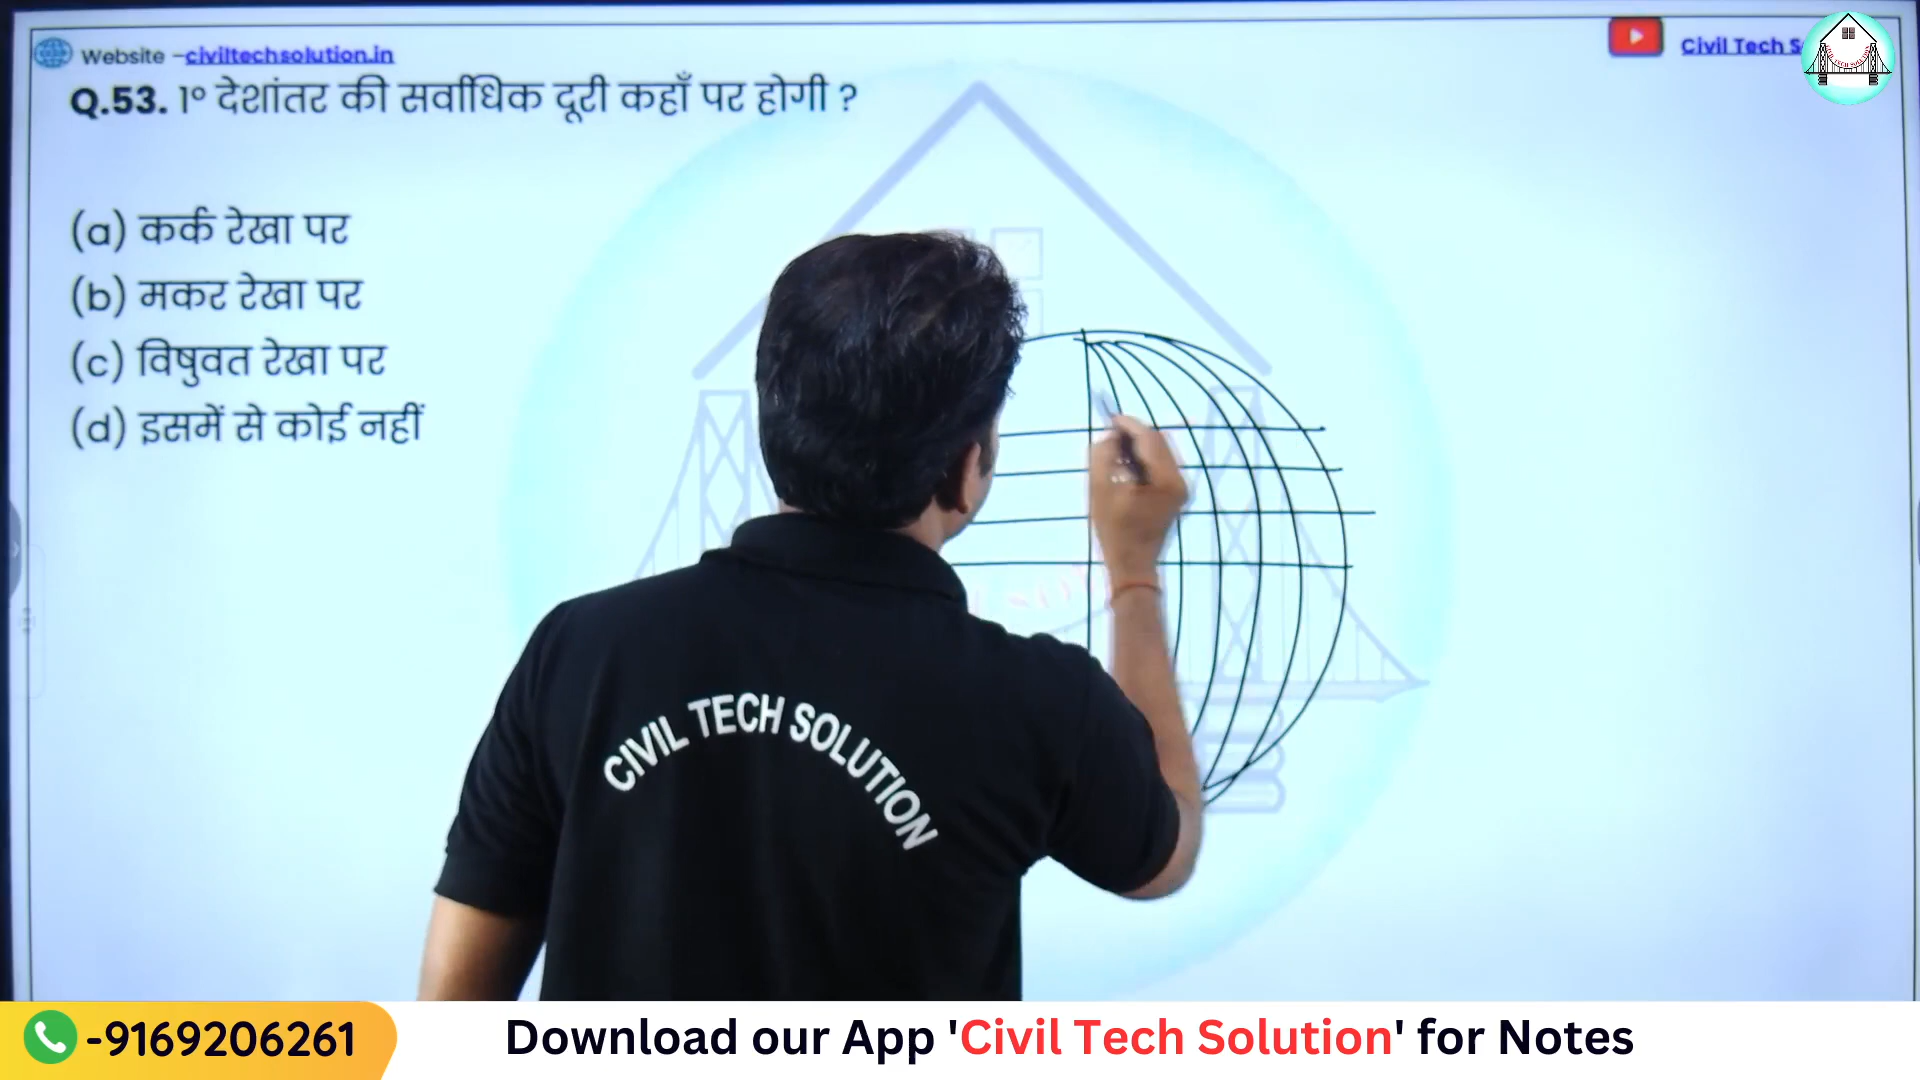 Website –civiltechsolution.in
Civil Tech S
Q.53. 1° देशांतर की सर्वाधिक दूरी कहाँ पर होगी ?
(a) कर्क रेखा पर
(b) मकर रेखा पर
(c) विषुवत रेखा पर
(d) इसमें से कोई नहीं
CIVIL TECH SOLUTION
-9169206261
Download our App 'Civil Tech Solution' for Notes